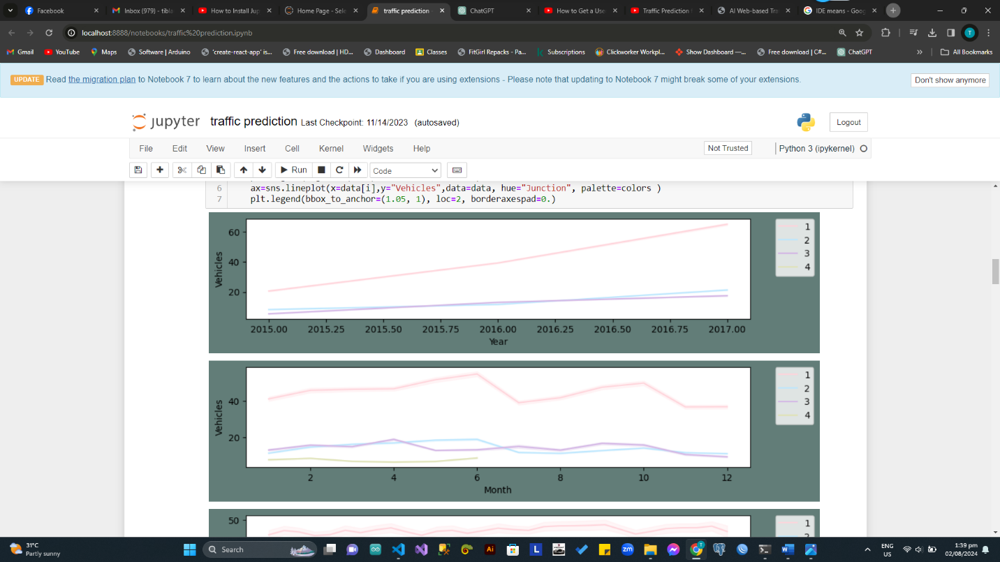 Facebook
Inbox (979) - tibla
How to Install Jup
Home Page - Sele
traffic prediction
ChatGPT
How to Get a Use
Traffic Prediction
AI Web-based Tra
IDE means - Goog
localhost:8888/notebooks/traffic%20prediction.ipynb
T
Gmail
YouTube
Maps
Software | Arduino
'create-react-app' is...
Free download | HD...
Dashboard
Classes
FitGirl Repacks - Pa...
Subscriptions
Clickworker Workpl...
Show Dashboard —...
Free download | C#...
ChatGPT
All Bookmarks
UPDATE Read the migration plan to Notebook 7 to learn about the new features and the actions to take if you are using extensions - Please note that updating to Notebook 7 might break some of your extensions.
Don't show anymore
jupyter traffic prediction Last Checkpoint: 11/14/2023 (autosaved)
Logout
File Edit View Insert Cell Kernel Widgets Help
Not Trusted
Python 3 (ipykernel)
Run
Code
6 ax=sns.lineplot(x=data[i],y="Vehicles",data=data, hue="Junction", palette=colors )
7 plt.legend(bbox_to_anchor=(1.05, 1), loc=2, borderaxespad=0.)
60
40
20
Vehicles
2015.00 2015.25 2015.50 2015.75 2016.00 2016.25 2016.50 2016.75 2017.00
Year
1
2
3
4
40
20
Vehicles
2 4 6 8 10 12
Month
1
2
3
4
50
1
31°C
Partly sunny
Search
Ai
L
zm
T
ENG
US
1:39 pm
02/08/2024